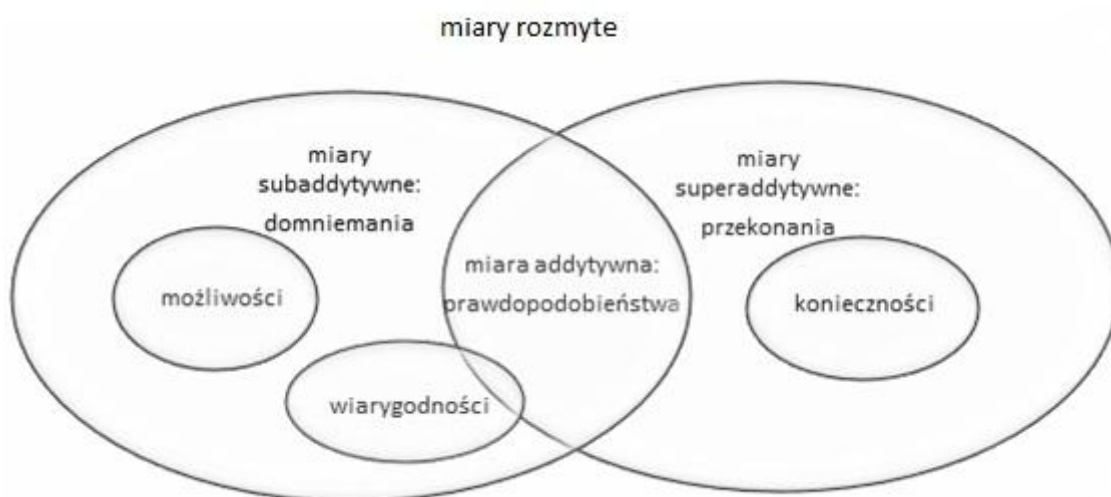 miary rozmyte
miary
subaddytywne:
domniemania
miary
superaddytywne:
przekonania
możliwości
miara addytywna:
prawdopodobieństwa
konieczności
wiarygodności